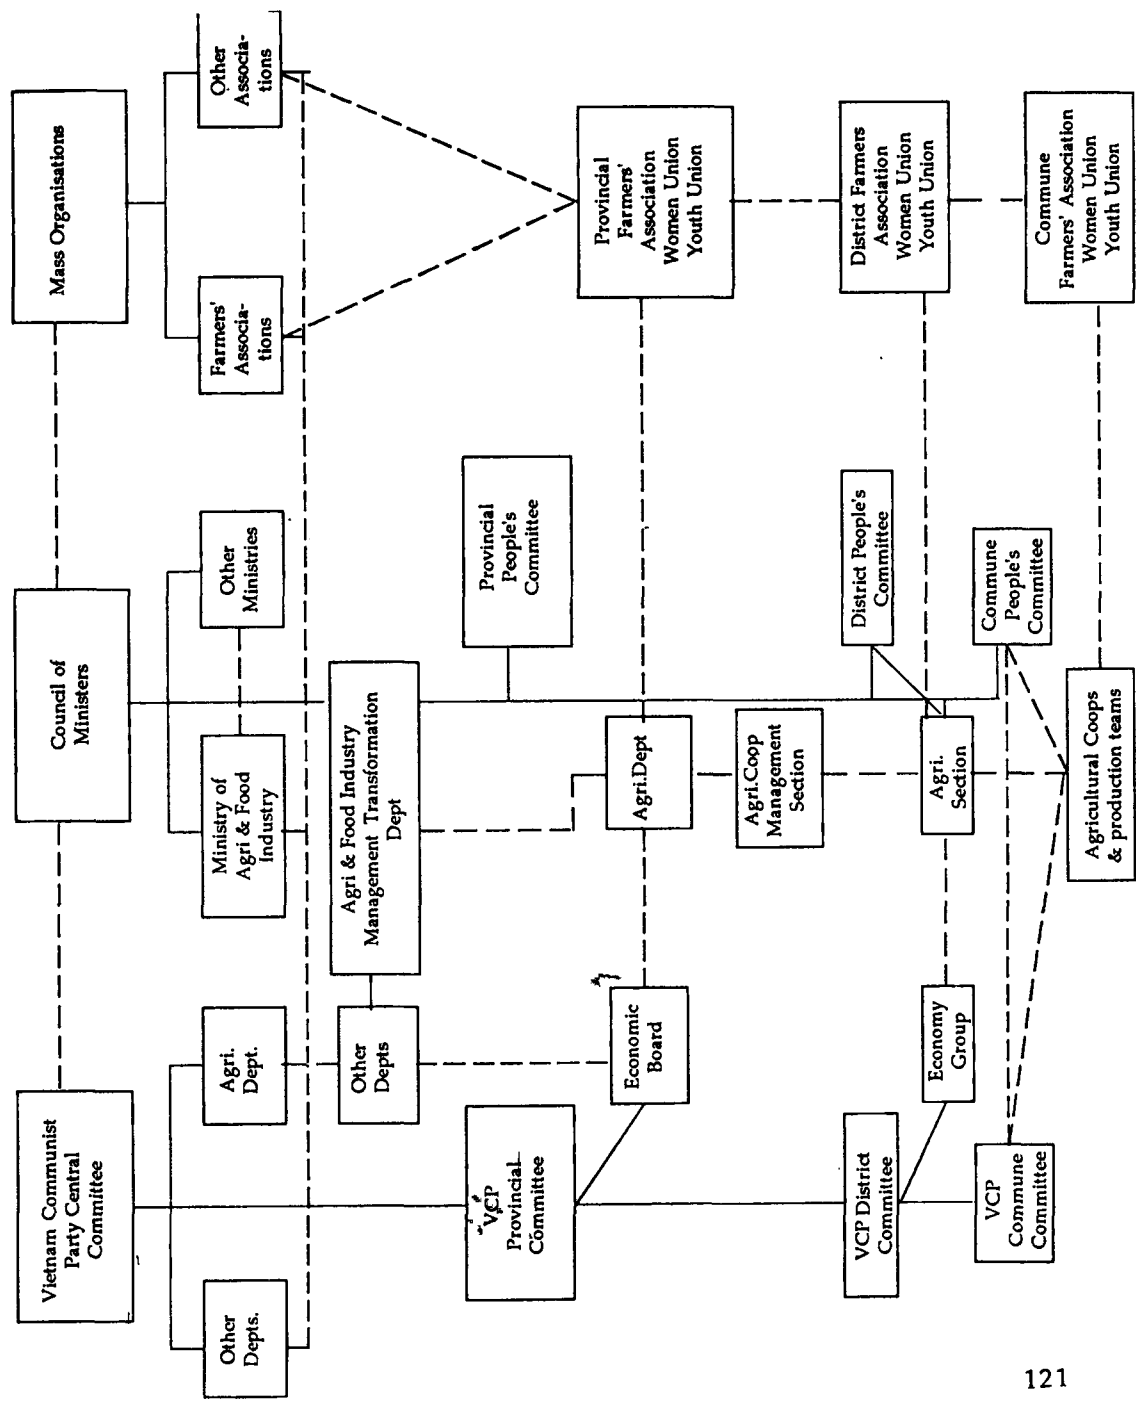 Vietnam Communist
Party Central
Committee
Council of
Ministers
Mass Organisations
Other
Depts.
Agri.
Dept.
Ministry of
Agri & Food
Industry
Other
Ministries
Farmers'
Associa-
tions
Other
Associa-
tions
Other
Depts
Agri & Food Industry
Management Transformation
Dept
VCP
Provincial
Committee
Provincial
People's
Committee
Economic
Board
Agri.Dept
Provincial
Farmers'
Association
Women Union
Youth Union
Agri.Coop
Management
Section
VCP District
Committee
District People's
Committee
District Farmers
Association
Women Union
Youth Union
Economy
Group
Agri.
Section
VCP
Commune
Committee
Commune
People's
Committee
Commune
Farmers' Association
Women Union
Youth Union
Agricultural Coops
& production teams
121